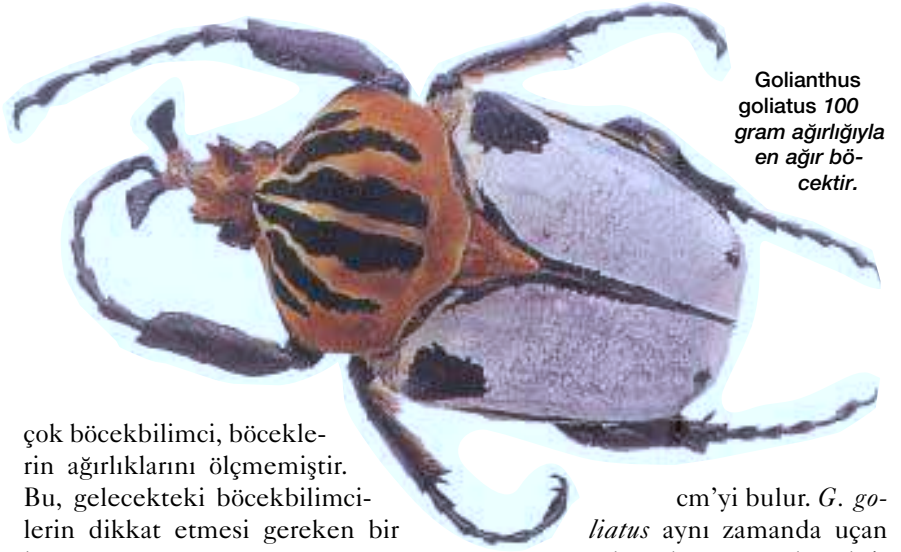 Golianthus
goliatus 100
gram ağırlığıyla
en ağır bö-
cektir.
çok böcekbilimci, böcekle-
rin ağırlıklarını ölçmemiştir.
Bu, gelecekteki böcekbilimci-
lerin dikkat etmesi gereken bir
cm'yi bulur. G. go-
liatus aynı zamanda uçan